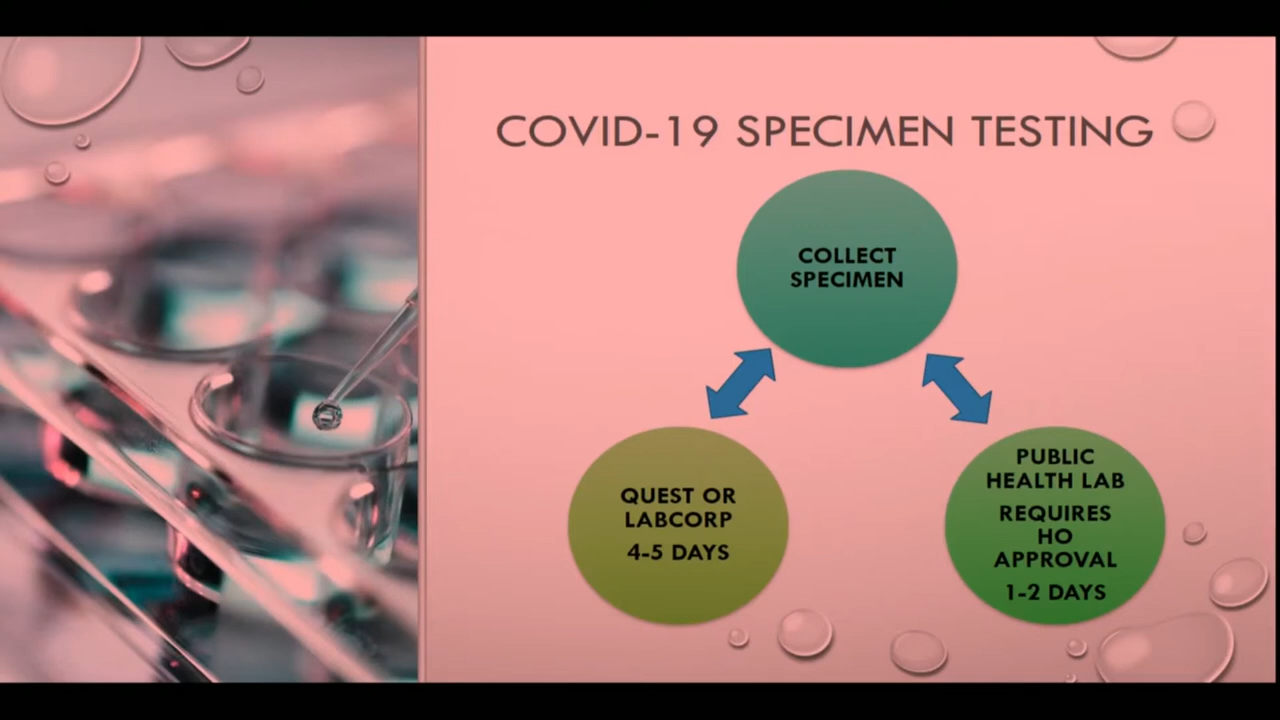 COVID-19 SPECIMEN TESTING
COLLECT
SPECIMEN
QUEST OR
LABCORP
4-5 DAYS
PUBLIC
HEALTH LAB
REQUIRES
HO
APPROVAL
1-2 DAYS